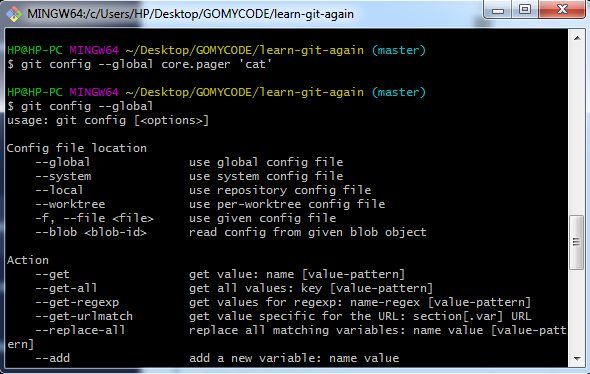 MINGW64:/c/Users/HP/Desktop/GOMYCODE/learn-git-again
HP@HP-PC MINGW64 ~/Desktop/GOMYCODE/learn-git-again (master)
$ git config --global core.pager 'cat'
HP@HP-PC MINGW64 ~/Desktop/GOMYCODE/learn-git-again (master)
$ git config --global
usage: git config [<options>]
Config file location
--global use global config file
--system use system config file
--local use repository config file
--worktree use per-worktree config file
-f, --file <file> use given config file
--blob <blob-id> read config from given blob object
Action
--get get value: name [value-pattern]
--get-all get all values: key [value-pattern]
--get-regexp get values for regexp: name-regex [value-pattern]
--get-urlmatch get value specific for the URL: section[.var] URL
--replace-all replace all matching variables: name value [value-patt
ern]
--add add a new variable: name value